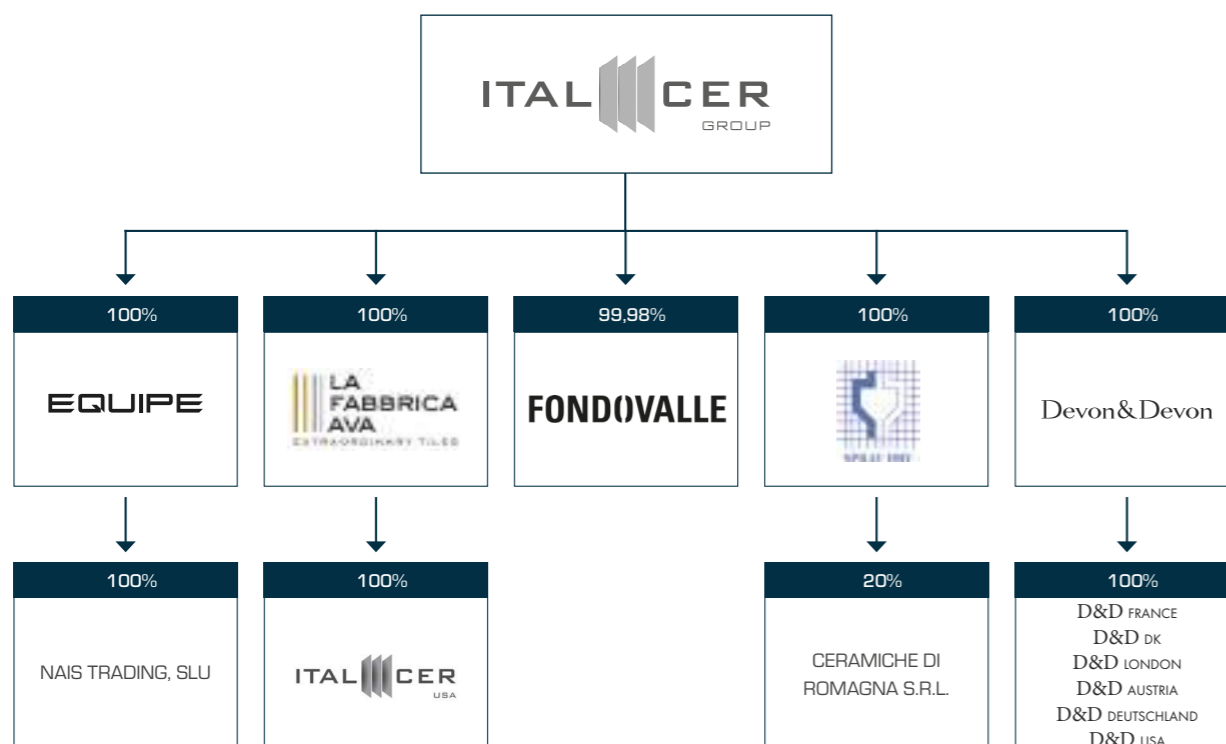 ITAL CER
GROUP
100%
100%
99,98%
100%
100%
EQUIPE
LA
FABBRICA
AVA
EXTRAORDINARY TILES
FONDOVALLE
Devon&Devon
100%
100%
20%
100%
NAIS TRADING, SLU
ITAL CER
USA
CERAMICHE DI
ROMAGNA S.R.L.
D&D FRANCE
D&D DK
D&D LONDON
D&D AUSTRIA
D&D DEUTSCHLAND
D&D USA